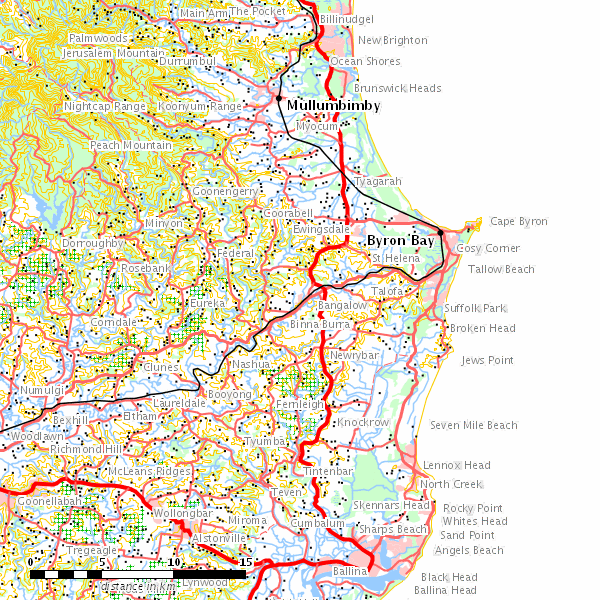 Main Arm
The Pocket
Billinudgel
Palmwoods
New Brighton
Jerusalem Mountain
Durrumbul
Ocean Shores
Brunswick Heads
Nightcap Range
Koonyum Range
Mullumbimby
Myocum
Peach Mountain
Tyagarah
Goonengerry
Coorabell
Cape Byron
Minyon
Ewingsdale
Dorroughby
Byron Bay
Cosy Corner
Federal
St Helena
Rosebank
Tallow Beach
Talofa
Eureka
Bangalow
Suffolk Park
Corndale
Binna Burra
Broken Head
Newrybar
Jews Point
Clunes
Nashua
Numulgi
Booyong
Laureldale
Fernleigh
Eltham
Bexhill
Knockrow
Seven Mile Beach
Woodlawn
Tyumba
Richmond Hill
Lennox Head
McLeans Ridges
Tintenbar
North Creek
Teven
Goonellabah
Skennars Head
Rocky Point
Wollongbar
Miroma
Cumbalum
Whites Head
Sharps Beach
Sand Point
Alstonville
Tregeagle
Angels Beach
0 5 10 15
Ballina
Black Head
Lynwood
distance in km
Ballina Head